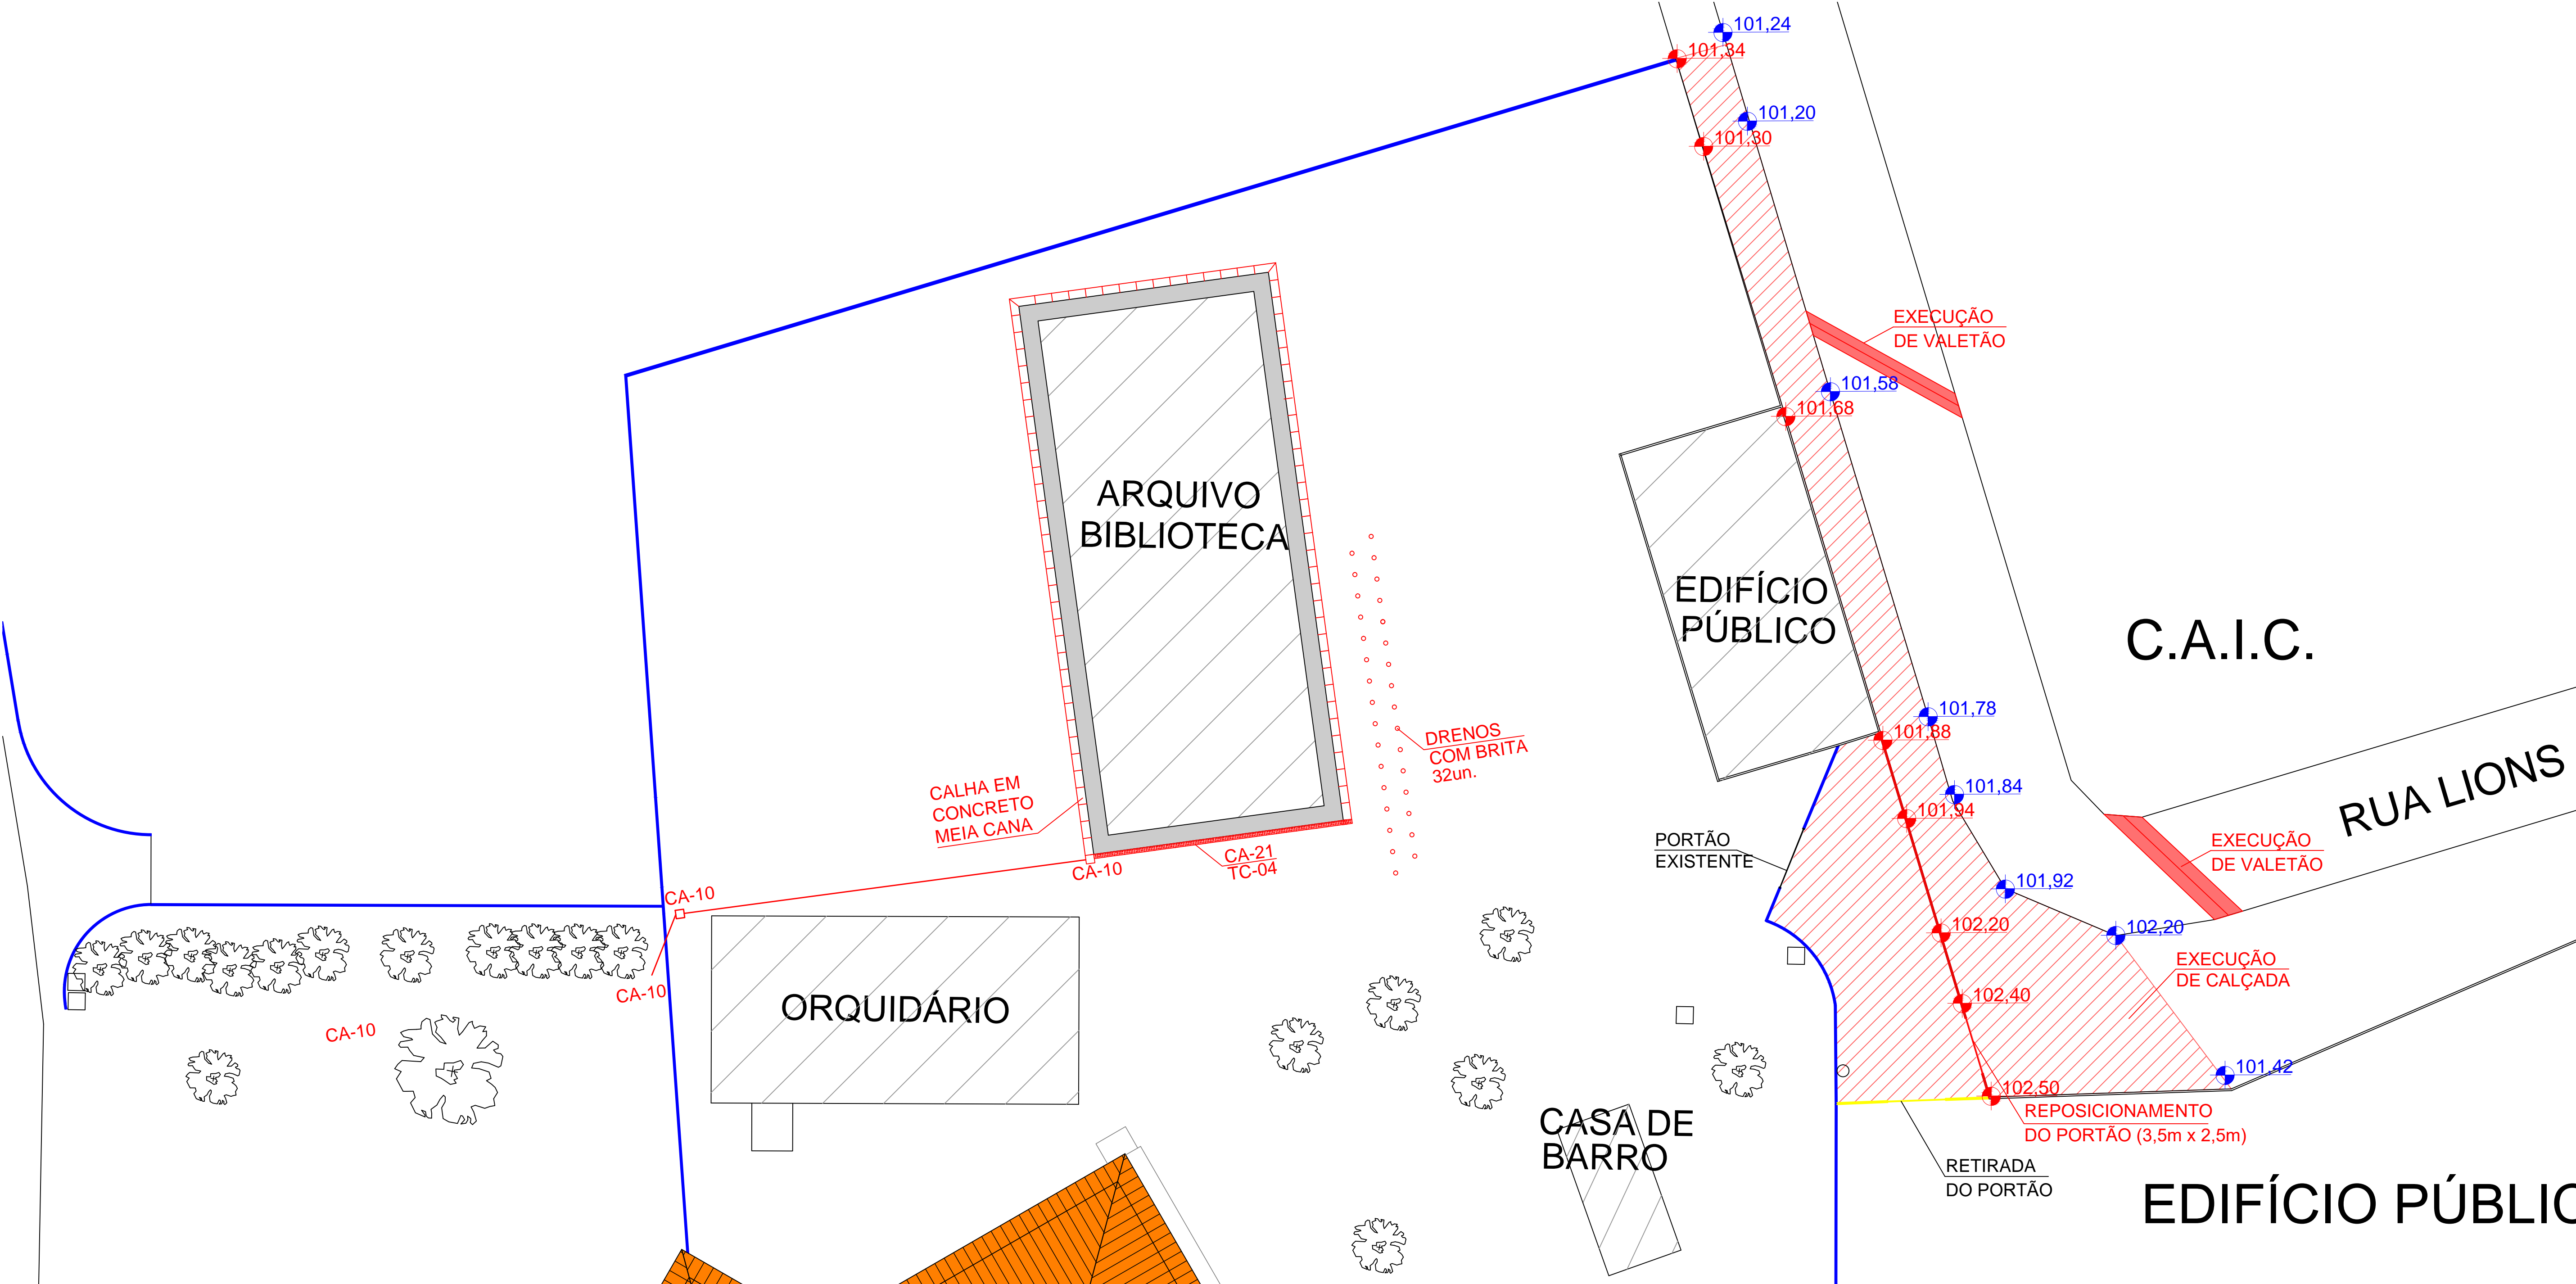 101,24
101,34
101,20
101,30
EXECUÇÃO
DE VALETÃO
101,58
101,68
ARQUIVO
BIBLIOTECA
EDIFÍCIO
PÚBLICO
C.A.I.C.
101,78
101,88
DRENOS
COM BRITA
32un.
RUA LIONS
CALHA EM
CONCRETO
MEIA CANA
101,84
101,94
PORTÃO
EXISTENTE
EXECUÇÃO
DE VALETÃO
CA-21
TC-04
CA-10
CA-10
101,92
102,20
102,20
EXECUÇÃO
DE CALÇADA
CA-10
102,40
ORQUIDÁRIO
CA-10
101,42
102,50
REPOSICIONAMENTO
DO PORTÃO (3,5m x 2,5m)
CASA DE
BARRO
RETIRADA
DO PORTÃO
EDIFÍCIO PÚBLIC